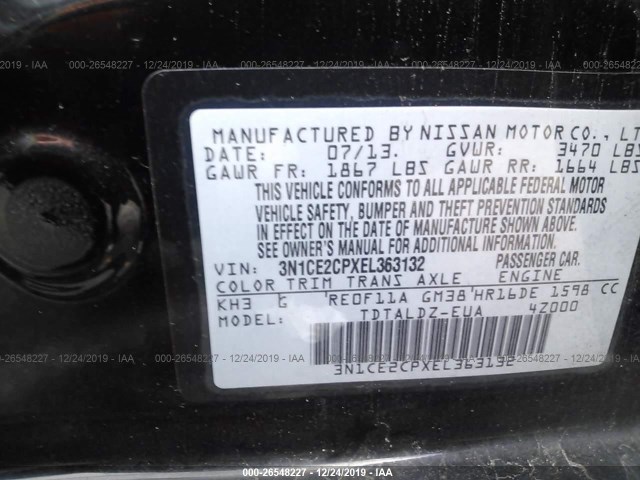 000-26548227 - 12/24/2019 - IAA 000-26548227 - 12/24/2019 - IAA 000-26548227 - 12/24/2019 - IAA
MANUFACTURED BY NISSAN MOTOR CO., LT
DATE: 07/13. GVWR: 3470 LBS
GAWR FR: 1867 LBS GAWR RR: 1664 LBS
THIS VEHICLE CONFORMS TO ALL APPLICABLE FEDERAL MOTOR
VEHICLE SAFETY, BUMPER AND THEFT PREVENTION STANDARDS
IN EFFECT ON THE DATE OF MANUFACTURE SHOWN ABOVE.
SEE OWNER'S MANUAL FOR MORE INFORMATION.
VIN: 3N1CE2CPXEL363132 PASSENGER CAR.
COLOR TRIM TRANS AXLE ENGINE
KH3 G RE0F11A GM38 HR16DE 1598 CC
MODEL: TDTALDZ-EUA 4Z000
3N1CE2CPXEL363132
000-26548227 - 12/24/2019 - IAA 000-26548227 - 12/24/2019 - IAA 000-26548227 - 12/24/2019 - IAA
000-26548227 - 12/24/2019 - IAA